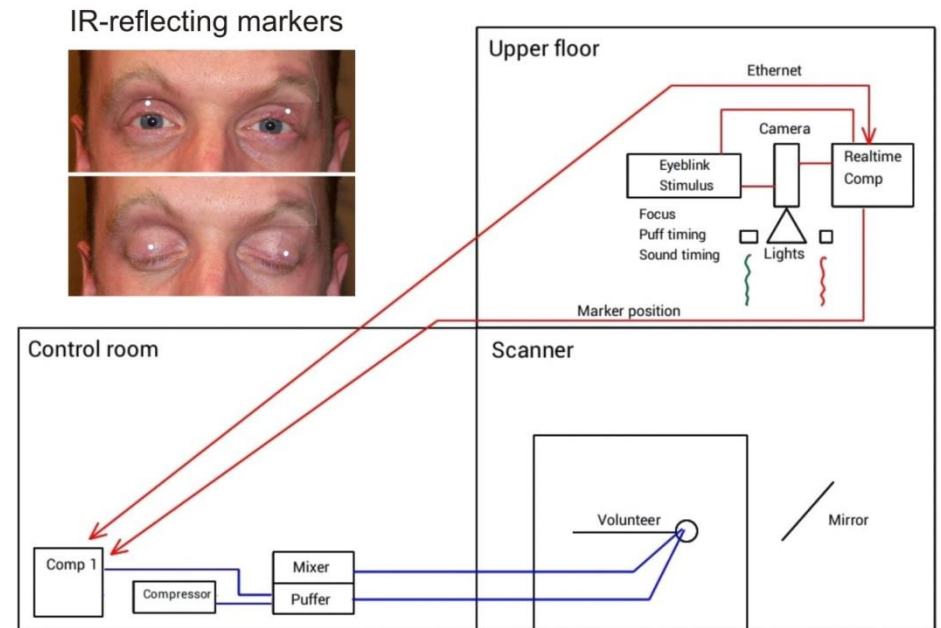 IR-reflecting markers
Upper floor
Ethernet
Camera
Eyeblink
Stimulus
Realtime
Comp
Focus
Puff timing
Sound timing
Lights
Marker position
Control room
Scanner
Volunteer
Mirror
Comp 1
Compressor
Mixer
Puffer